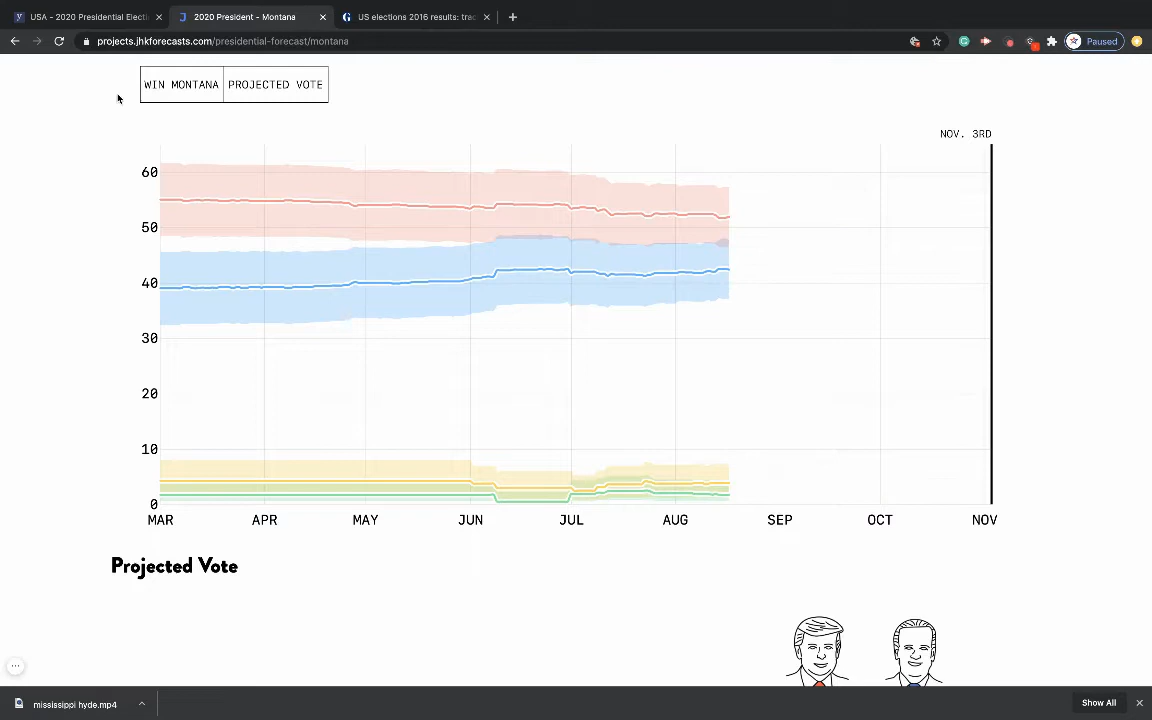 USA - 2020 Presidential Electi
2020 President - Montana
US elections 2016 results: trac
projects.jhkforecasts.com/presidential-forecast/montana
Paused
WIN MONTANA PROJECTED VOTE
NOV. 3RD
60
50
40
30
20
10
0
MAR APR MAY JUN JUL AUG SEP OCT NOV
Projected Vote
mississippi hyde.mp4
Show All